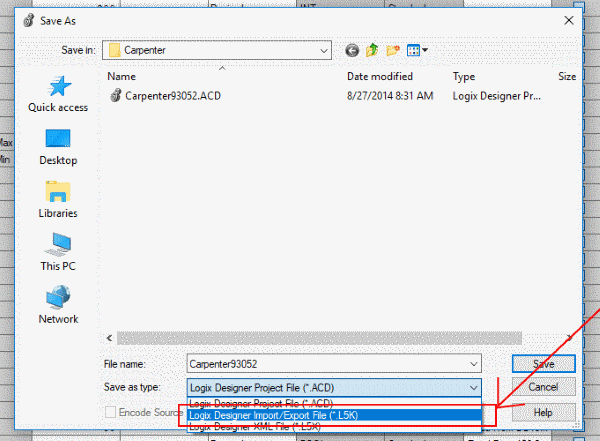 Save As
Save in:
Carpenter
Name
Date modified
Type
Size
Carpenter93052.ACD
8/27/2014 8:31 AM
Logix Designer Pr...
Quick access
Desktop
Libraries
This PC
Network
Max
Min
File name:
Carpenter93052
Save
Save as type:
Logix Designer Project File (*.ACD)
Cancel
Logix Designer Project File (*.ACD)
Encode Source
Logix Designer Import/Export File (*.L5K)
Help
Logix Designer XML File (*.L5X)